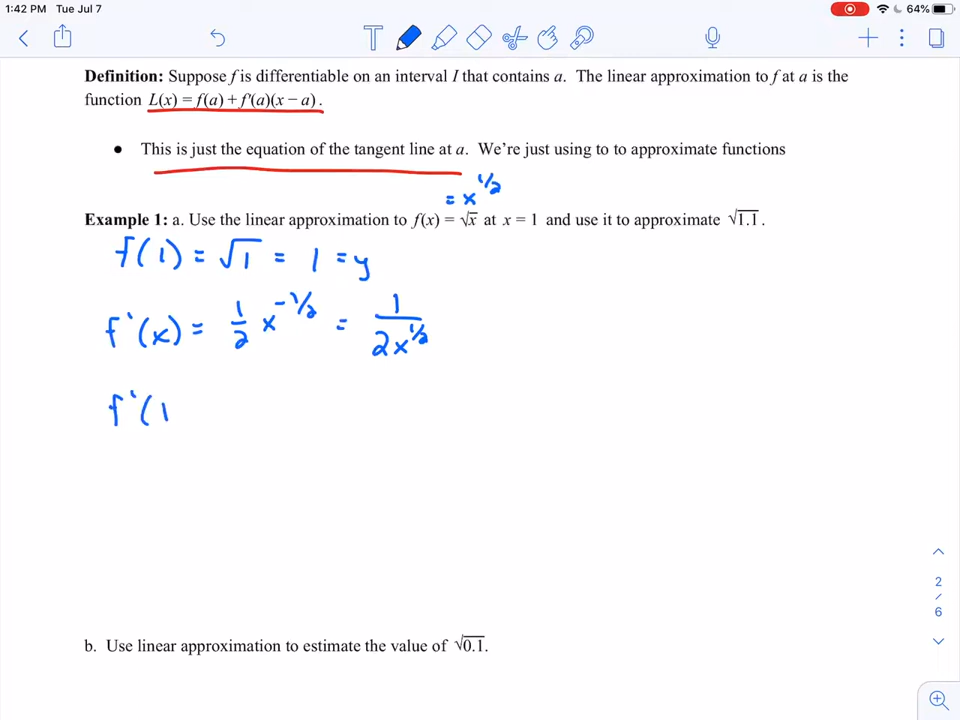 1:42 PM Tue Jul 7 64%
Definition: Suppose f is differentiable on an interval I that contains a. The linear approximation to f at a is the
function L(x) = f(a) + f'(a)(x − a).
• This is just the equation of the tangent line at a. We're just using to to approximate functions
= x^1/2
Example 1: a. Use the linear approximation to f(x) = √x at x = 1 and use it to approximate √1.1.
f(1) = √1 = 1 = y
f'(x) = 1/2 x^-1/2 = 1/2x^1/2
f'(1
2
/
6
b. Use linear approximation to estimate the value of √0.1.